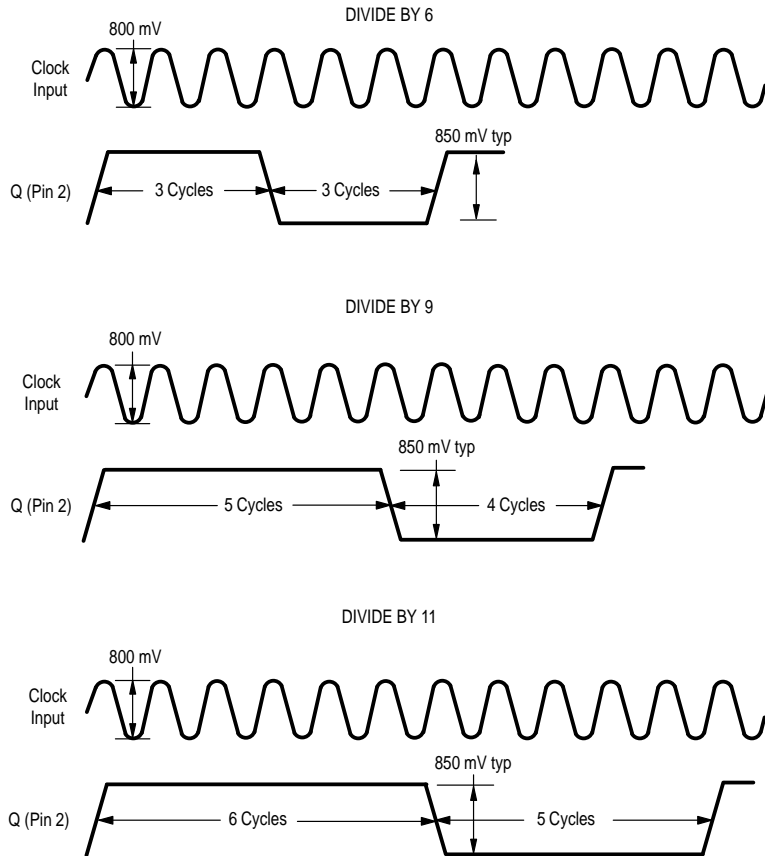 DIVIDE BY 6
800 mV
Clock
Input
850 mV typ
Q (Pin 2)
3 Cycles
3 Cycles
DIVIDE BY 9
800 mV
Clock
Input
850 mV typ
Q (Pin 2)
5 Cycles
4 Cycles
DIVIDE BY 11
800 mV
Clock
Input
850 mV typ
Q (Pin 2)
6 Cycles
5 Cycles